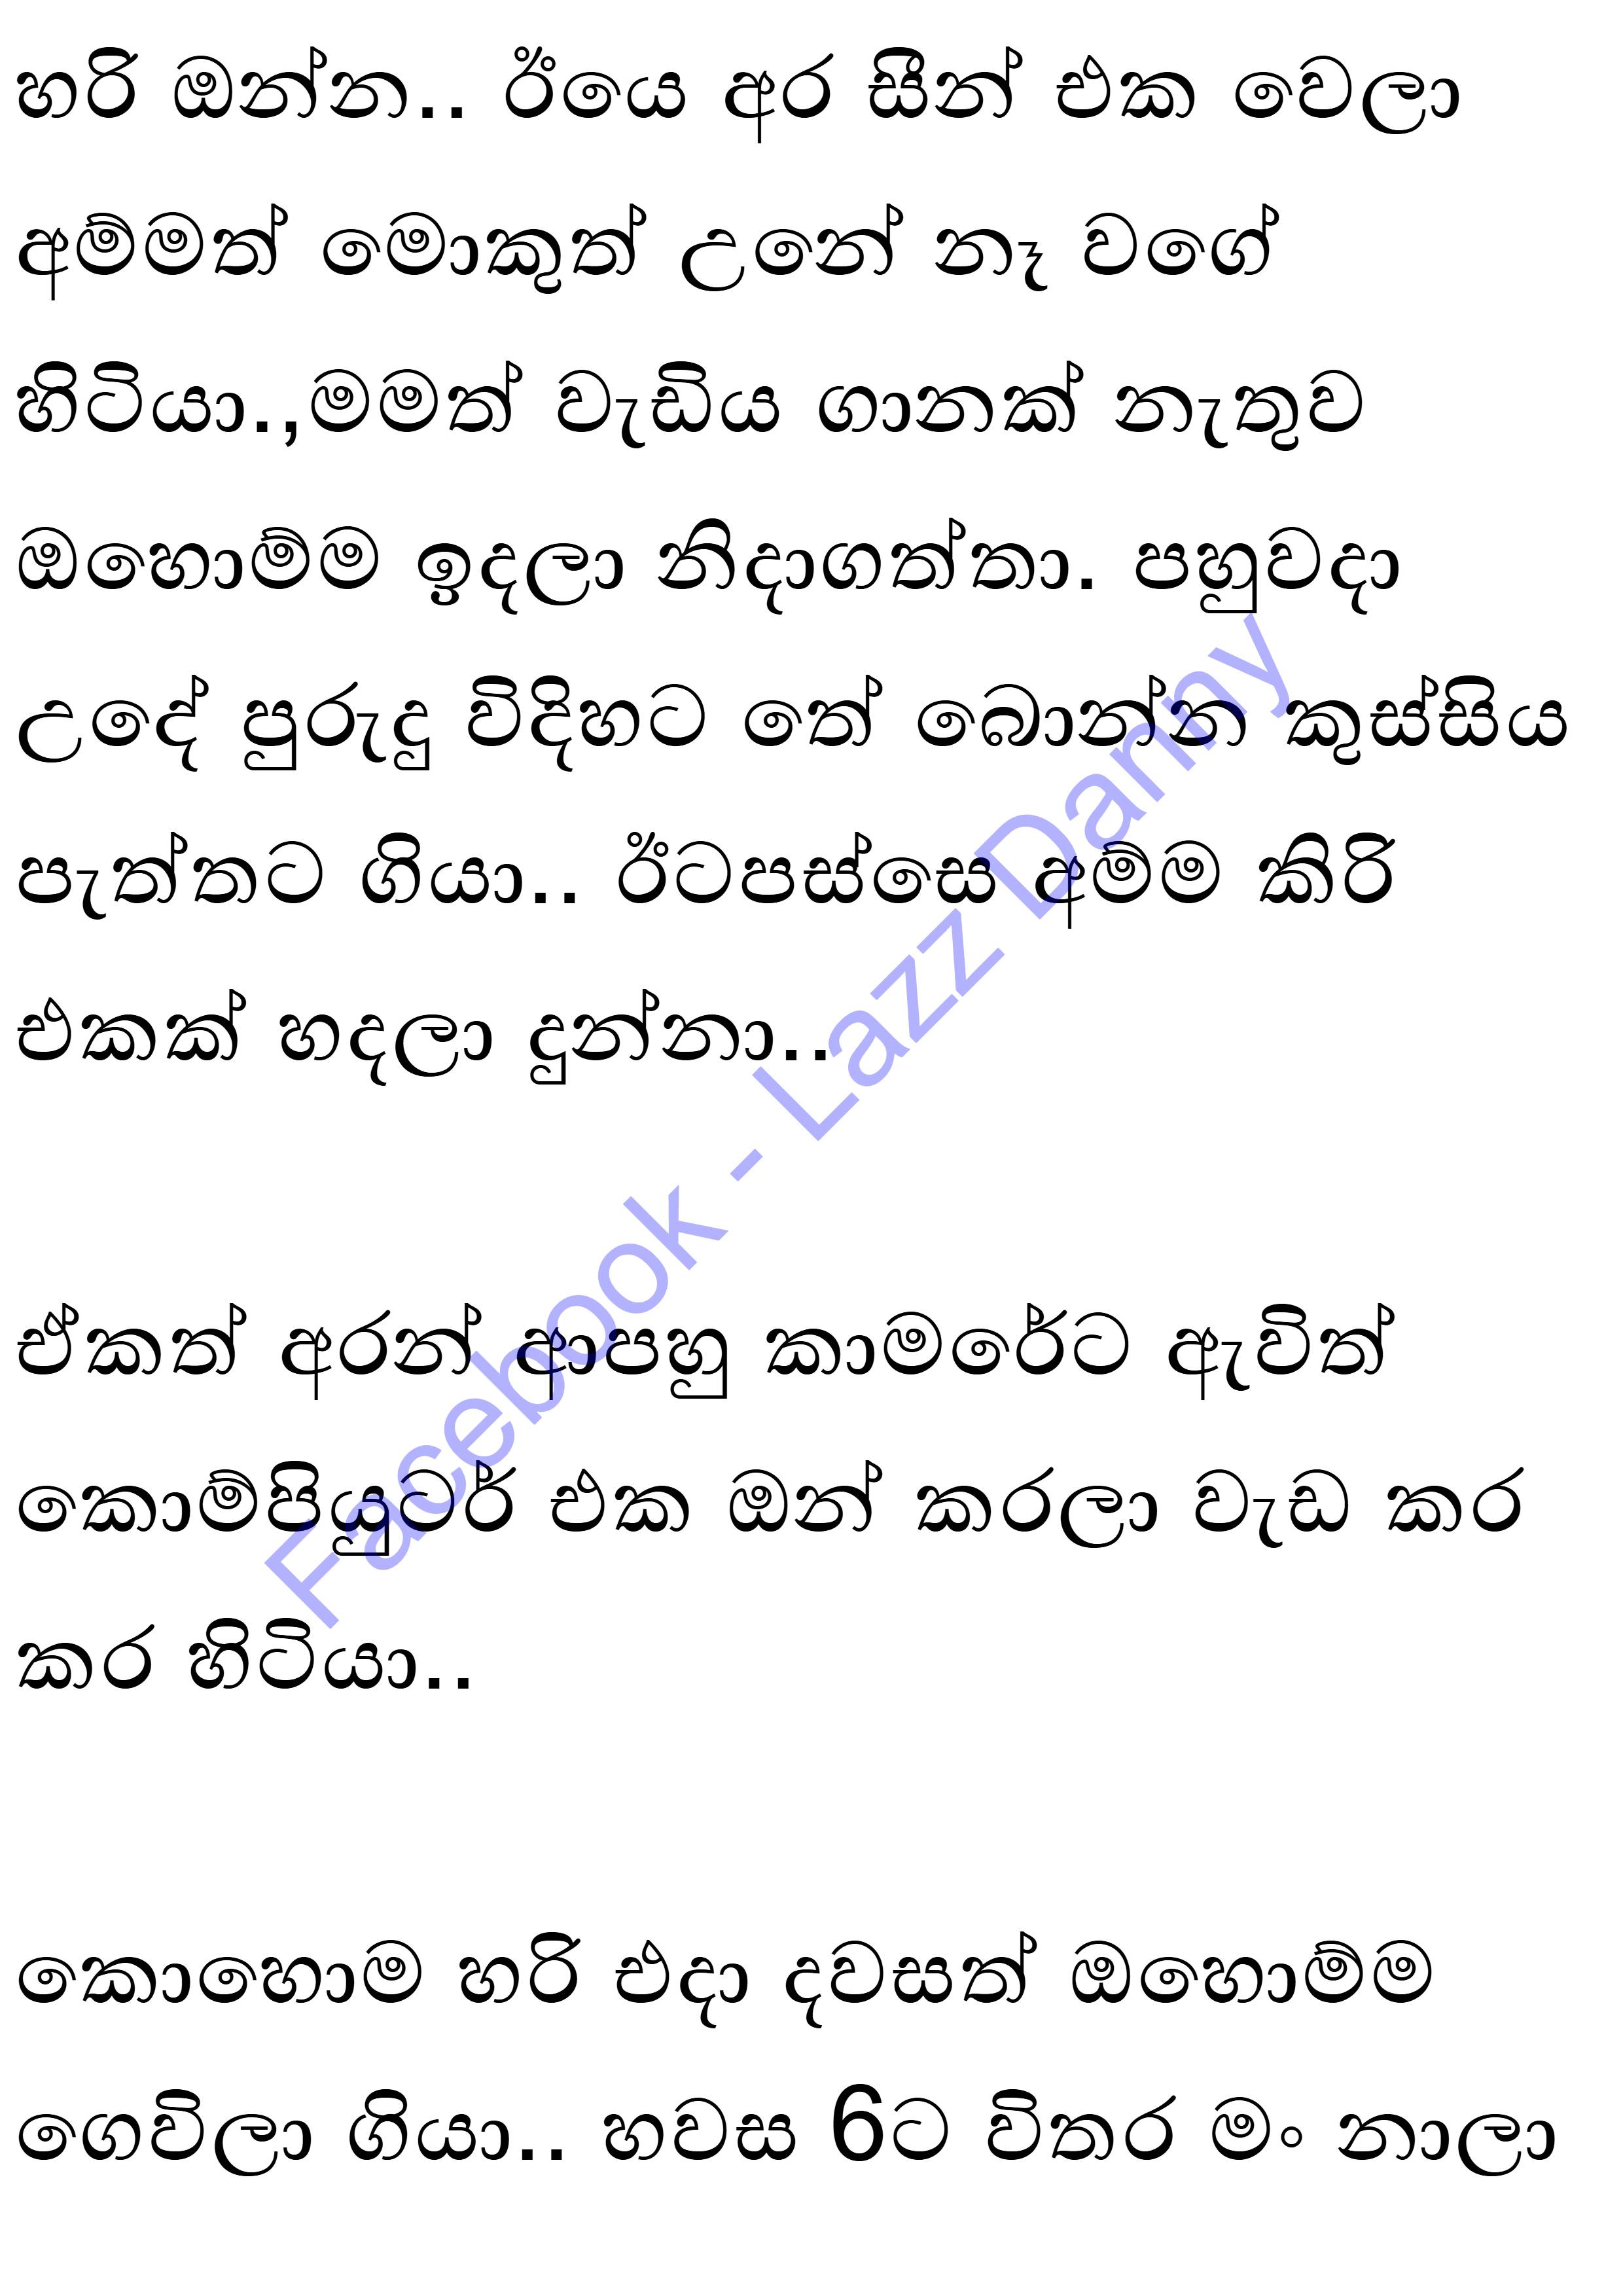 හරි ඔන්න.. ඊයෙ අර සීන් එක වෙලා
අම්මත් මොකුත් උනේ නෑ වගේ
හිටියා.,මමත් වැඩිය ගානක් නැතුව
ඔහොම්ම ඉදලා නිදාගත්තා. පහුවදා
උදේ පුරුදු විදිහට තේ බොන්න කුස්සිය
පැත්තට ගියා.. ඊටපස්සෙ අම්ම කිරි
එකක් හදලා දුන්නා..
ඒකත් අරන් ආපහු කාමරේට ඇවිත්
කොම්පියුටර් එක ඔන් කරලා වැඩ කර
කර හිටියා..
කොහොම හරි එදා දවසත් ඔහොම්ම
ගෙවිලා ගියා.. හවස 6ට විතර මං නාලා
Facebook - Lazz Danny